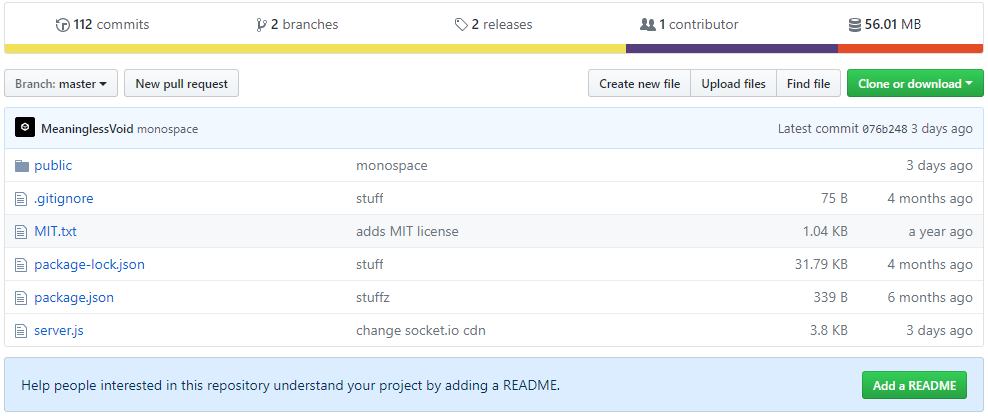 112 commits 2 branches 2 releases 1 contributor 56.01 MB
Branch: master New pull request Create new file Upload files Find file Clone or download
MeaninglessVoid monospace Latest commit 076b248 3 days ago
public monospace 3 days ago
.gitignore stuff 75 B 4 months ago
MIT.txt adds MIT license 1.04 KB a year ago
package-lock.json stuff 31.79 KB 4 months ago
package.json stuffz 339 B 6 months ago
server.js change socket.io cdn 3.8 KB 3 days ago
Help people interested in this repository understand your project by adding a README. Add a README